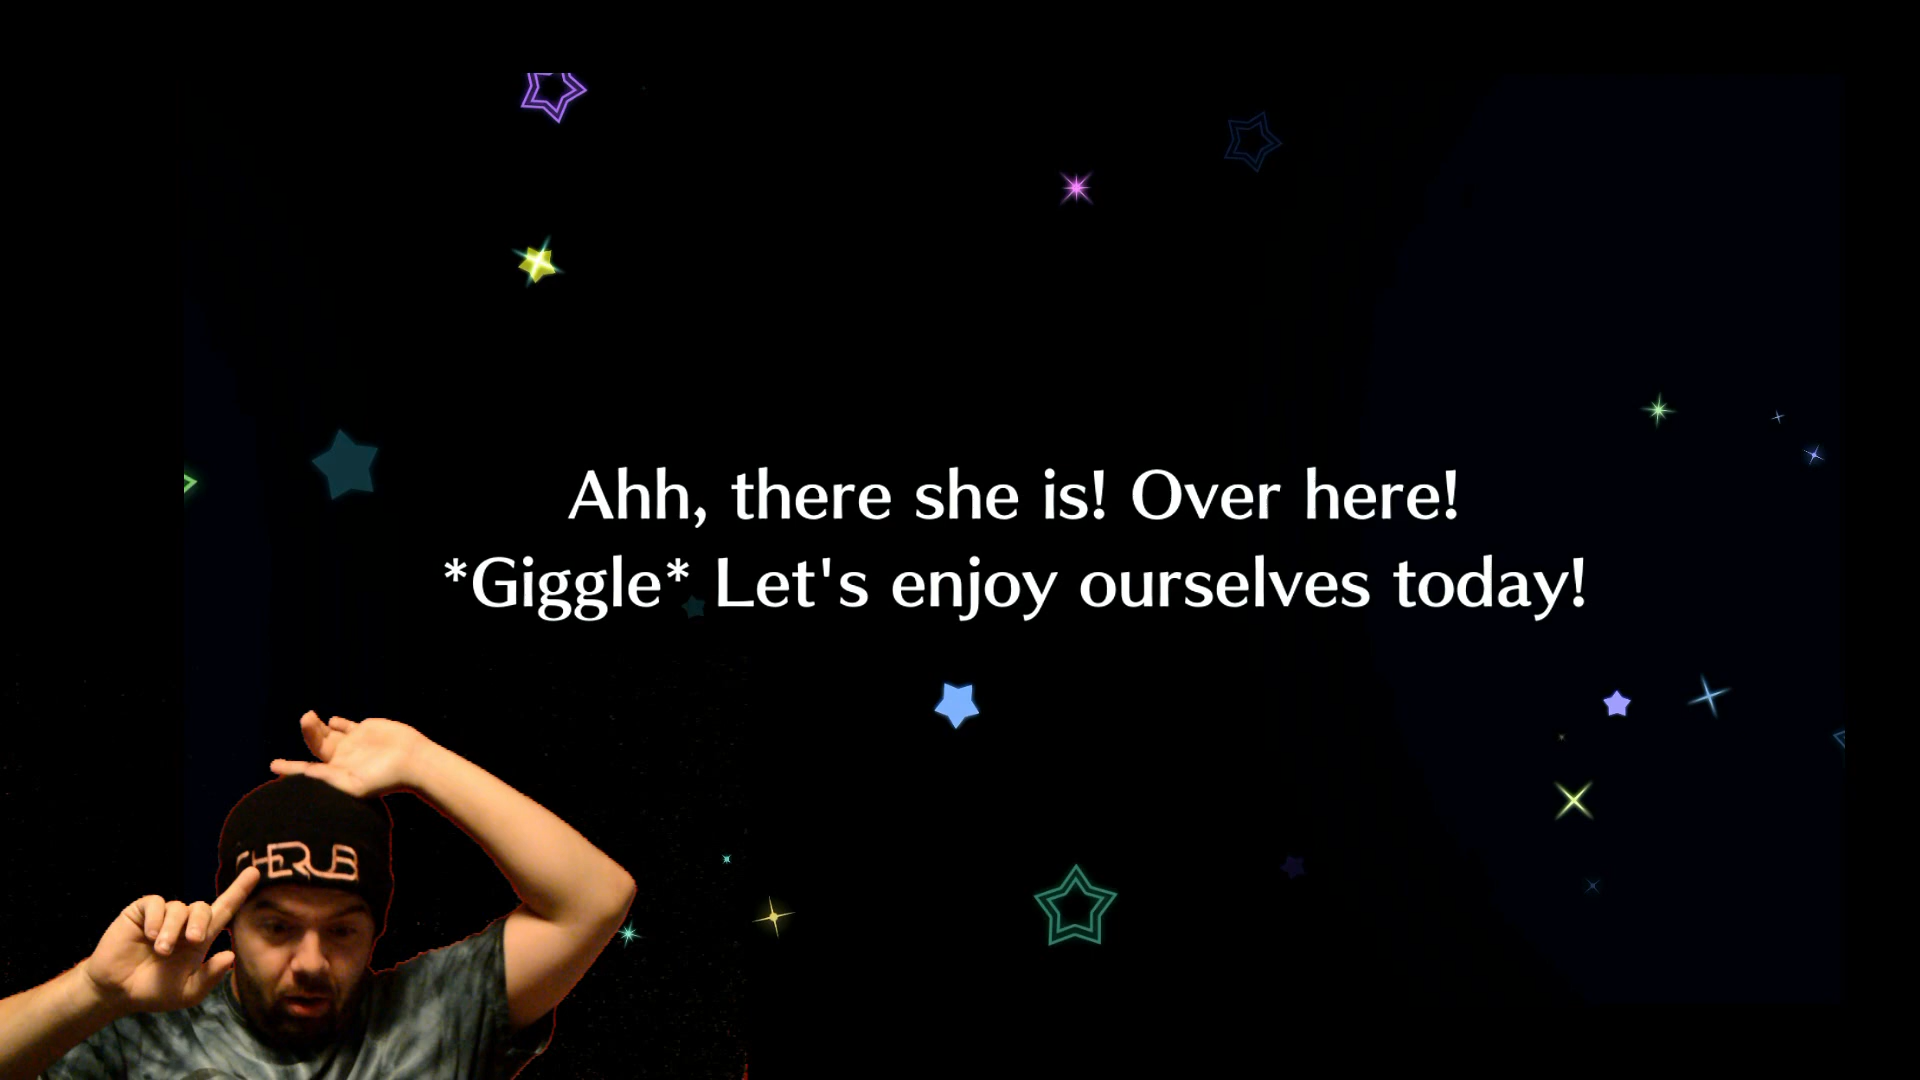 Ahh, there she is! Over here!
*Giggle* Let's enjoy ourselves today!
CHERUB